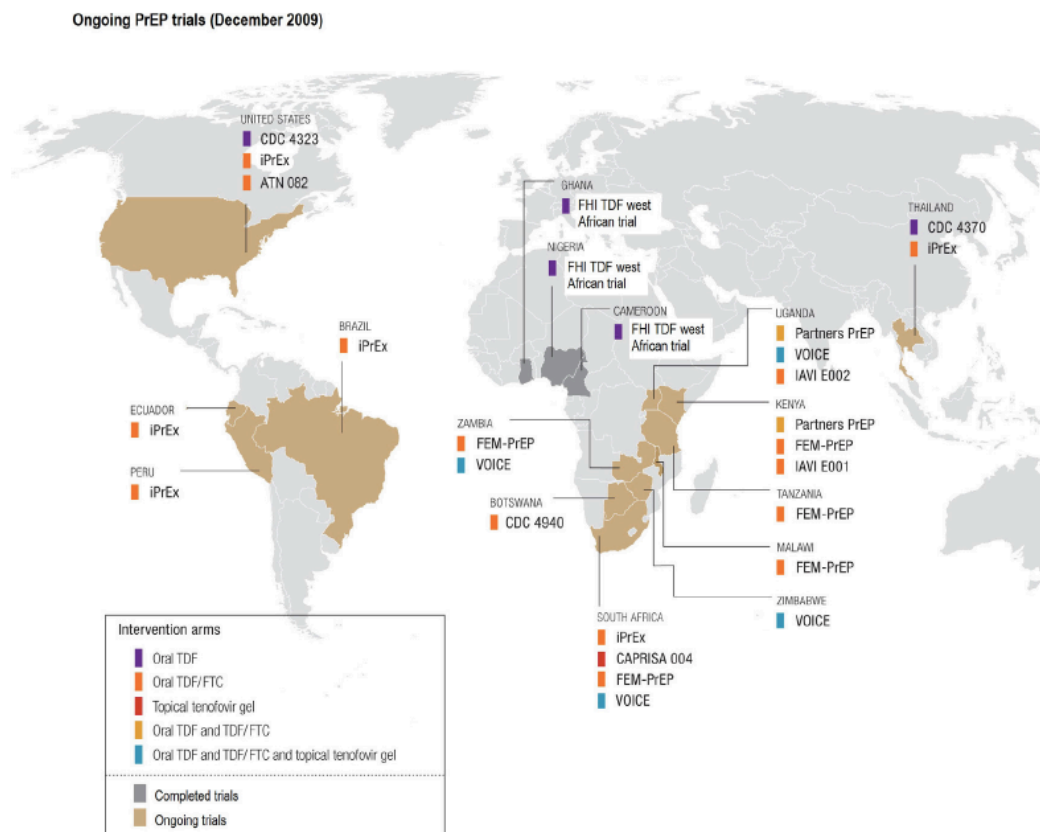 Ongoing PrEP trials (December 2009)
UNITED STATES
CDC 4323
iPrEx
ATN 082
GHANA
FHI TDF west
African trial
NIGERIA
FHI TDF west
African trial
CAMEROON
FHI TDF west
African trial
THAILAND
CDC 4370
iPrEx
BRAZIL
iPrEx
ECUADOR
iPrEx
PERU
iPrEx
ZAMBIA
FEM-PrEP
VOICE
BOTSWANA
CDC 4940
UGANDA
Partners PrEP
VOICE
IAVI E002
KENYA
Partners PrEP
FEM-PrEP
IAVI E001
TANZANIA
FEM-PrEP
MALAWI
FEM-PrEP
ZIMBABWE
VOICE
SOUTH AFRICA
iPrEx
CAPRISA 004
FEM-PrEP
VOICE
Intervention arms
Oral TDF
Oral TDF/FTC
Topical tenofovir gel
Oral TDF and TDF/FTC
Oral TDF and TDF/FTC and topical tenofovir gel
Completed trials
Ongoing trials